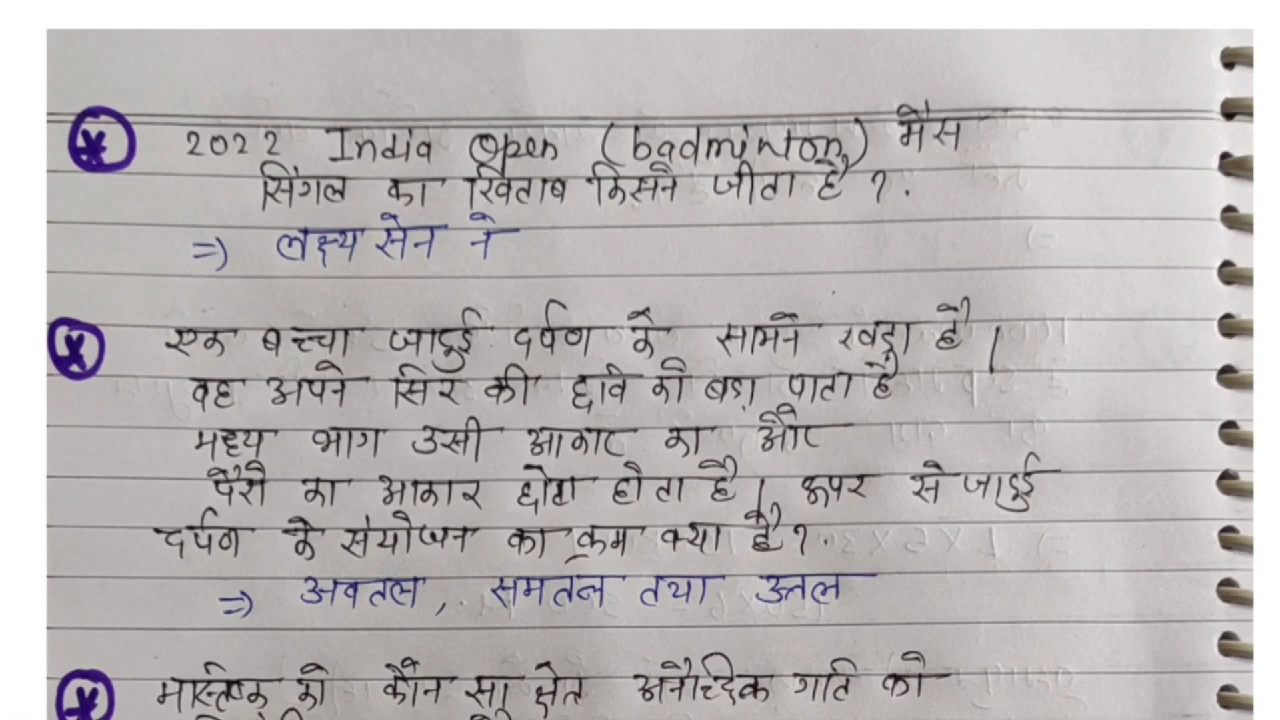 2022 India Open (badminton) मैंस
सिंगल का खिताब किसने जीता है ?.
=> लक्ष्य सेन ने
एक बच्चा जादुई दर्पण के सामने खड़ा है।
वह अपने सिर की छवि को बड़ा पाता है
मध्य भाग उसी आकार का और
पैरों का आकार छोटा होता है। ऊपर से जादुई
दर्पण के संयोजन का क्रम क्या है ?.
=> अवतल, समतल तथा उत्तल
मस्तिष्क को कौन सा क्षेत्र अनैच्छिक गति को